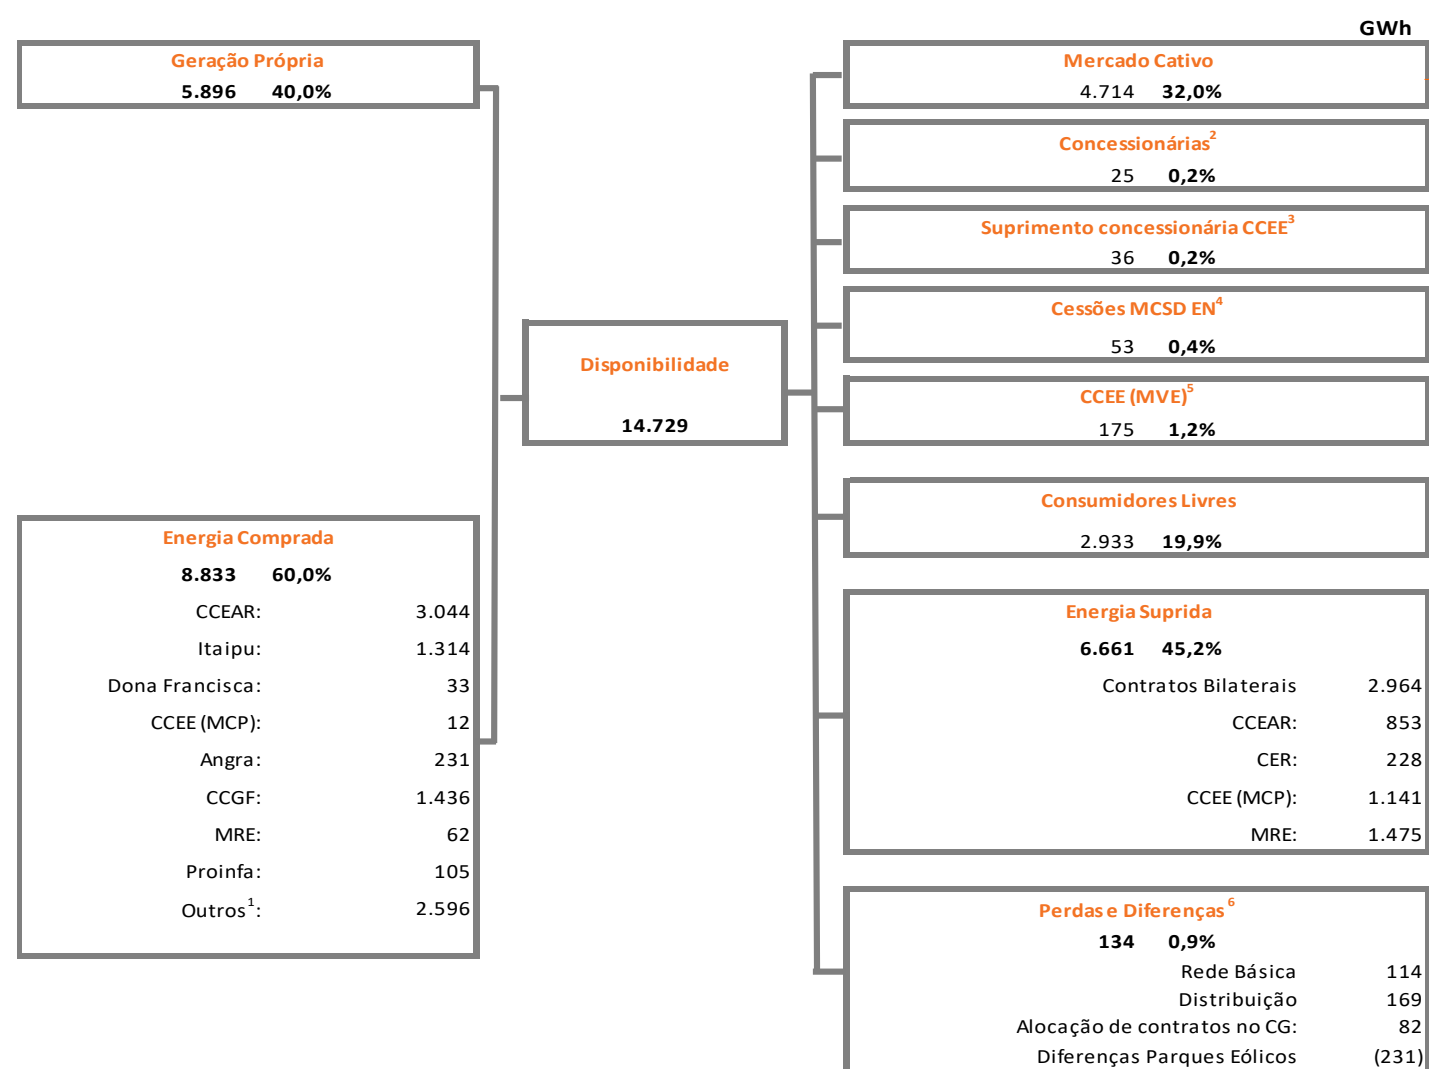 GWh
Geração Própria
5.896 40,0%
Energia Comprada
8.833 60,0%
CCEAR: 3.044
Itaipu: 1.314
Dona Francisca: 33
CCEE (MCP): 12
Angra: 231
CCGF: 1.436
MRE: 62
Proinfa: 105
Outros¹: 2.596
Disponibilidade
14.729
Mercado Cativo
4.714 32,0%
Concessionárias²
25 0,2%
Suprimento concessionária CCEE³
36 0,2%
Cessões MCSD EN⁴
53 0,4%
CCEE (MVE)⁵
175 1,2%
Consumidores Livres
2.933 19,9%
Energia Suprida
6.661 45,2%
Contratos Bilaterais 2.964
CCEAR: 853
CER: 228
CCEE (MCP): 1.141
MRE: 1.475
Perdas e Diferenças⁶
134 0,9%
Rede Básica 114
Distribuição 169
Alocação de contratos no CG: 82
Diferenças Parques Eólicos (231)